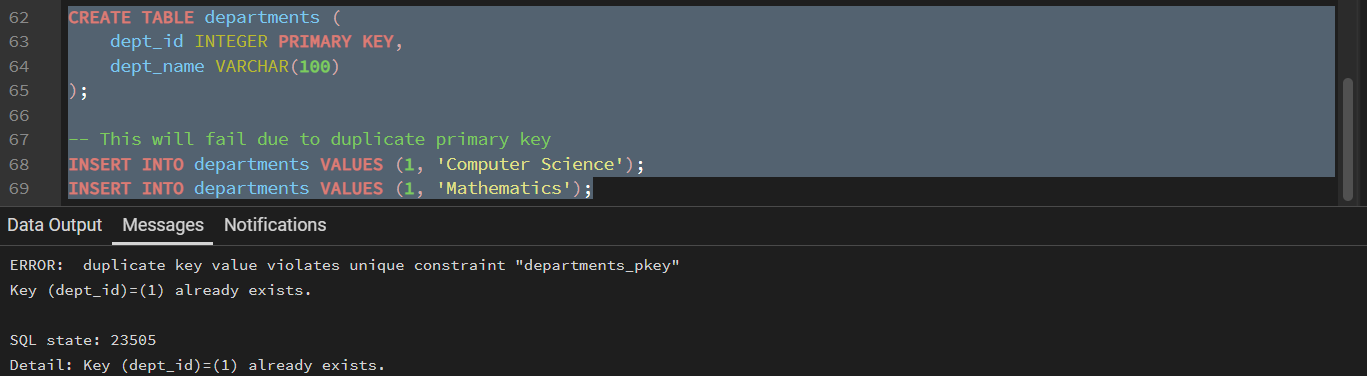 62 CREATE TABLE departments (
63     dept_id INTEGER PRIMARY KEY,
64     dept_name VARCHAR(100)
65 );
66
67 -- This will fail due to duplicate primary key
68 INSERT INTO departments VALUES (1, 'Computer Science');
69 INSERT INTO departments VALUES (1, 'Mathematics');
Data Output Messages Notifications
ERROR:  duplicate key value violates unique constraint "departments_pkey"
Key (dept_id)=(1) already exists.
SQL state: 23505
Detail: Key (dept_id)=(1) already exists.